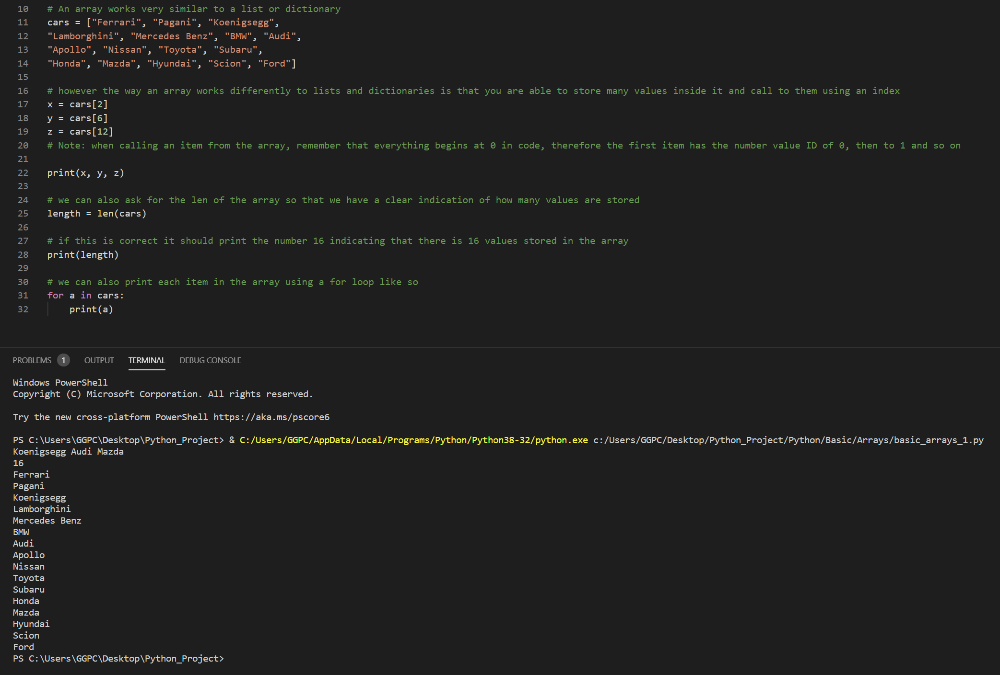 10 # An array works very similar to a list or dictionary
11 cars = ["Ferrari", "Pagani", "Koenigsegg",
12 "Lamborghini", "Mercedes Benz", "BMW", "Audi",
13 "Apollo", "Nissan", "Toyota", "Subaru",
14 "Honda", "Mazda", "Hyundai", "Scion", "Ford"]
15
16 # however the way an array works differently to lists and dictionaries is that you are able to store many values inside it and call to them using an index
17 x = cars[2]
18 y = cars[6]
19 z = cars[12]
20 # Note: when calling an item from the array, remember that everything begins at 0 in code, therefore the first item has the number value ID of 0, then to 1 and so on
21
22 print(x, y, z)
23
24 # we can also ask for the len of the array so that we have a clear indication of how many values are stored
25 length = len(cars)
26
27 # if this is correct it should print the number 16 indicating that there is 16 values stored in the array
28 print(length)
29
30 # we can also print each item in the array using a for loop like so
31 for a in cars:
32     print(a)
PROBLEMS 1 OUTPUT TERMINAL DEBUG CONSOLE
Windows PowerShell
Copyright (C) Microsoft Corporation. All rights reserved.
Try the new cross-platform PowerShell https://aka.ms/pscore6
PS C:\Users\GGPC\Desktop\Python_Project> & C:/Users/GGPC/AppData/Local/Programs/Python/Python38-32/python.exe c:/Users/GGPC/Desktop/Python_Project/Python/Basic/Arrays/basic_arrays_1.py
Koenigsegg Audi Mazda
16
Ferrari
Pagani
Koenigsegg
Lamborghini
Mercedes Benz
BMW
Audi
Apollo
Nissan
Toyota
Subaru
Honda
Mazda
Hyundai
Scion
Ford
PS C:\Users\GGPC\Desktop\Python_Project>